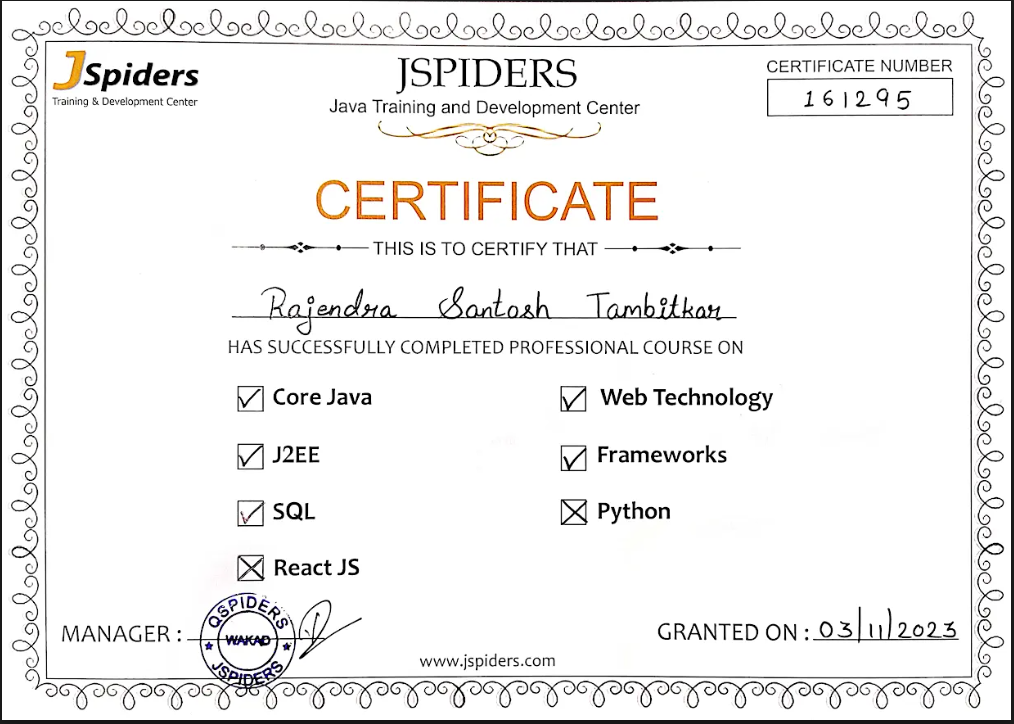 JSpiders
Training & Development Center
JSPIDERS
Java Training and Development Center
CERTIFICATE NUMBER
161295
CERTIFICATE
THIS IS TO CERTIFY THAT
Rajendra Santosh Tambitkar
HAS SUCCESSFULLY COMPLETED PROFESSIONAL COURSE ON
Core Java
Web Technology
J2EE
Frameworks
SQL
Python
React JS
MANAGER :
QSPIDERS
WAKAD
JSPIDERS
GRANTED ON : 03/11/2023
www.jspiders.com